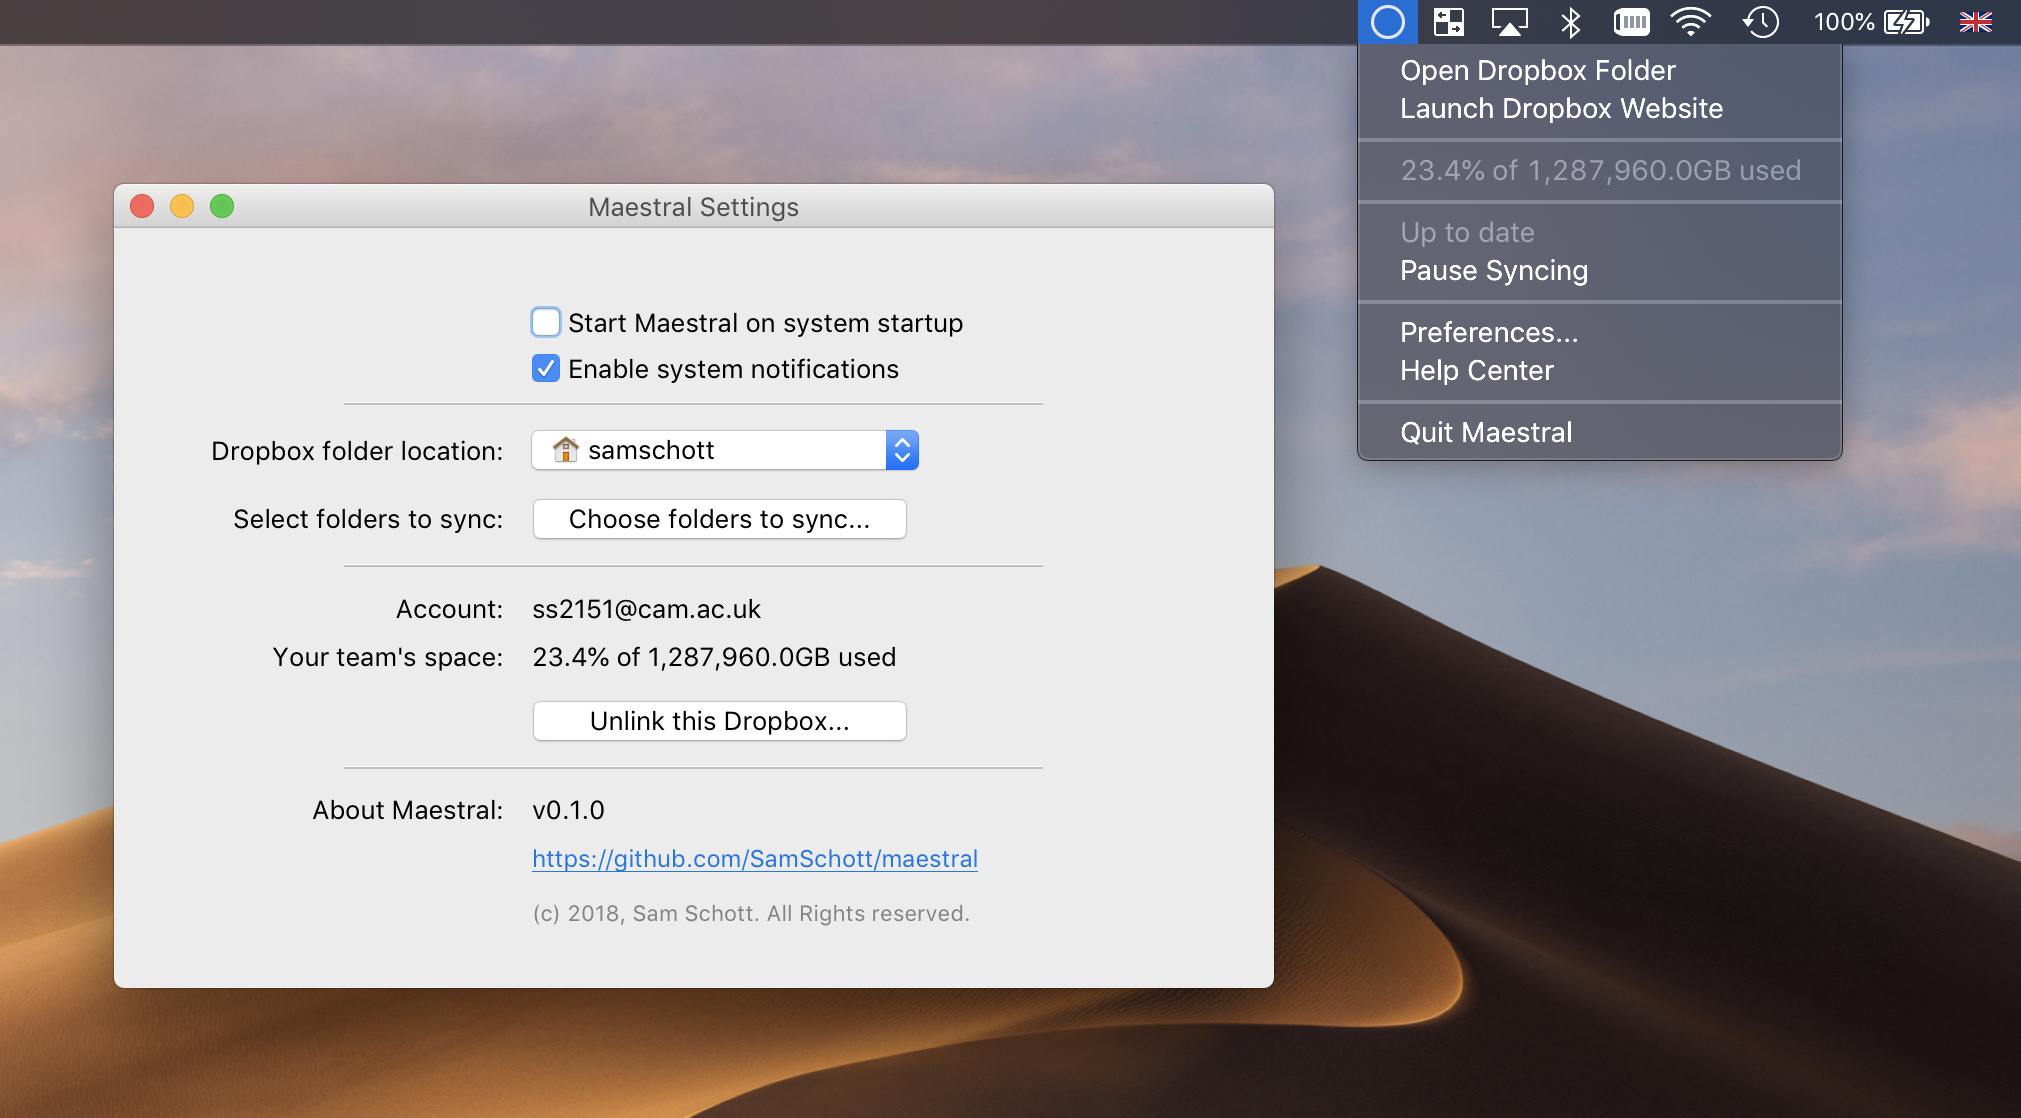 100%
Open Dropbox Folder
Launch Dropbox Website
23.4% of 1,287,960.0GB used
Up to date
Pause Syncing
Preferences...
Help Center
Quit Maestral
Maestral Settings
Start Maestral on system startup
Enable system notifications
Dropbox folder location: samschott
Select folders to sync: Choose folders to sync...
Account: ss2151@cam.ac.uk
Your team's space: 23.4% of 1,287,960.0GB used
Unlink this Dropbox...
About Maestral: v0.1.0
https://github.com/SamSchott/maestral
(c) 2018, Sam Schott. All Rights reserved.